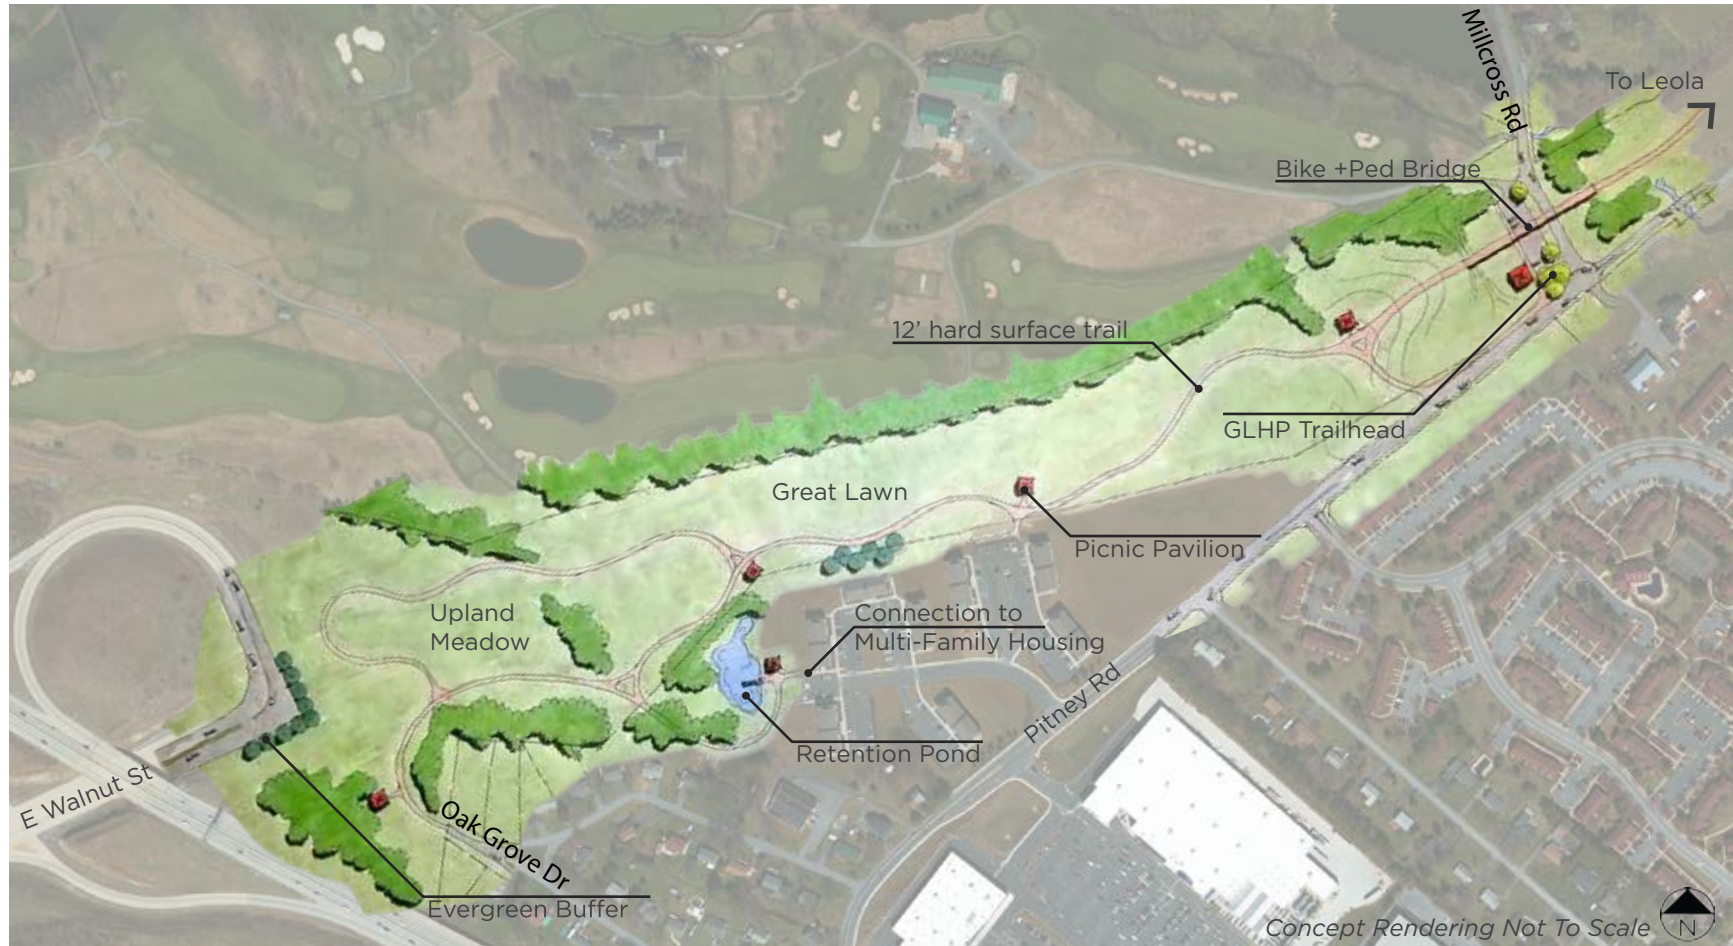 Millcross Rd
To Leola
Bike +Ped Bridge
12’ hard surface trail
GLHP Trailhead
Great Lawn
Picnic Pavilion
Upland
Meadow
Connection to
Multi-Family Housing
Pitney Rd
Retention Pond
E Walnut St
Oak Grove Dr
Evergreen Buffer
Concept Rendering Not To Scale
N